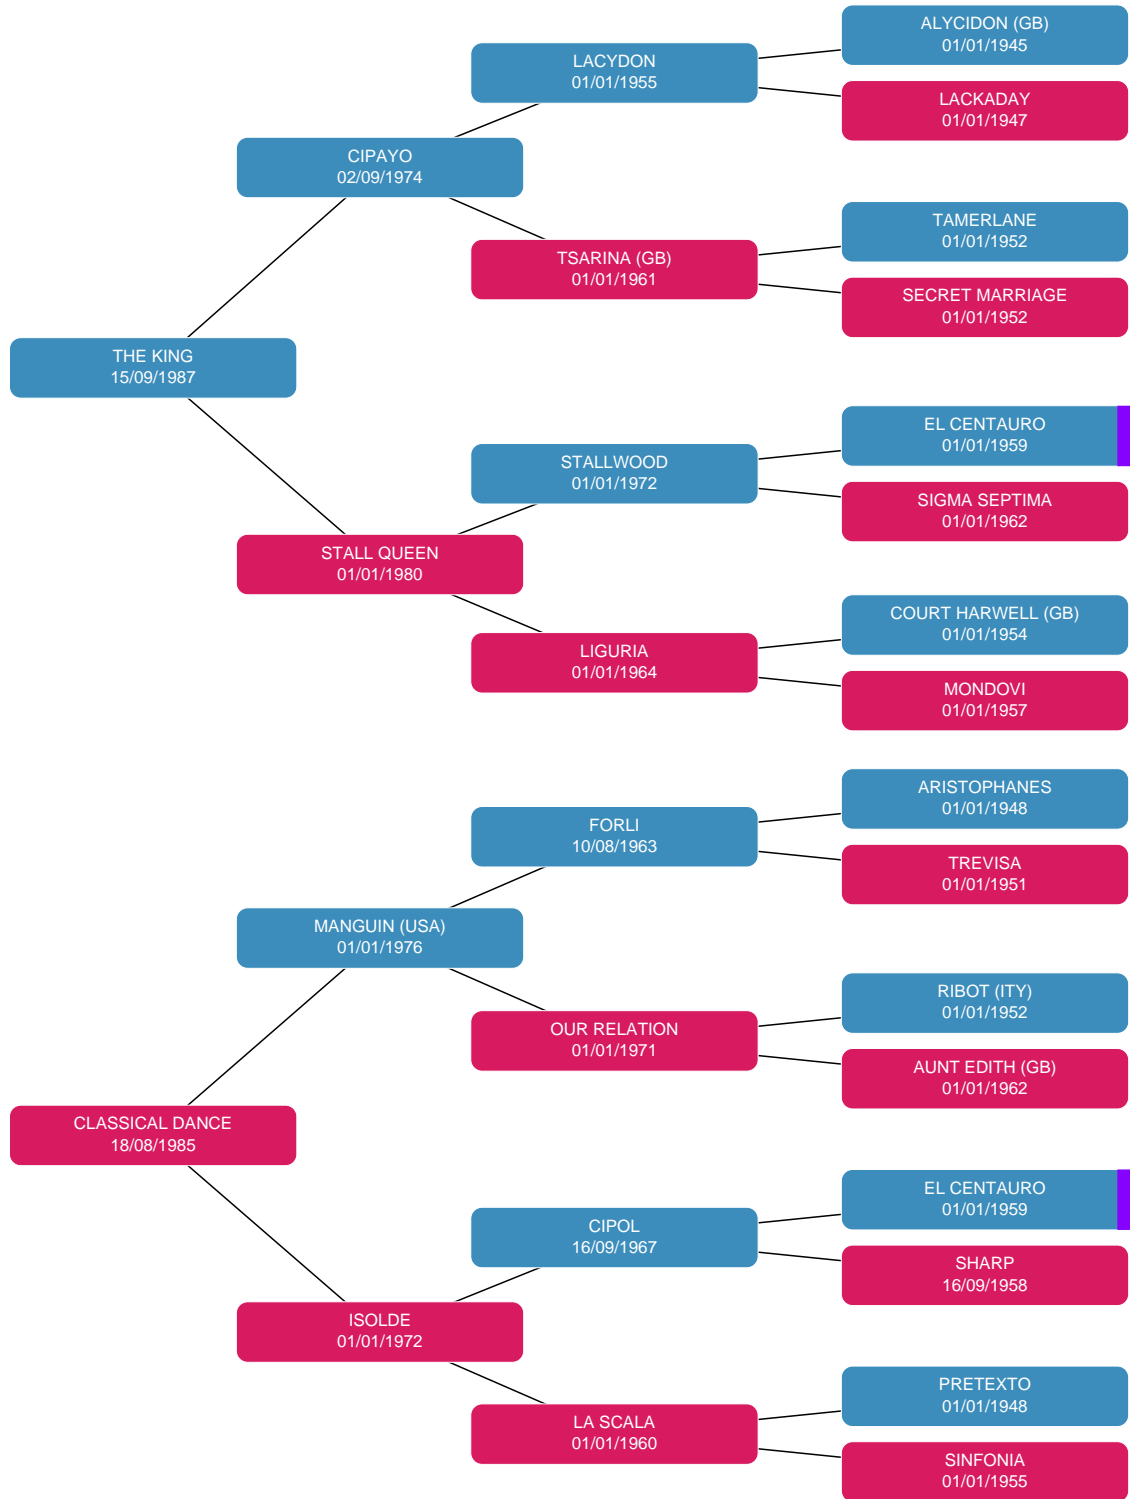 ALYCIDON (GB)
01/01/1945
LACYDON
01/01/1955
LACKADAY
01/01/1947
CIPAYO
02/09/1974
TAMERLANE
01/01/1952
TSARINA (GB)
01/01/1961
SECRET MARRIAGE
01/01/1952
THE KING
15/09/1987
EL CENTAURO
01/01/1959
STALLWOOD
01/01/1972
SIGMA SEPTIMA
01/01/1962
STALL QUEEN
01/01/1980
COURT HARWELL (GB)
01/01/1954
LIGURIA
01/01/1964
MONDOVI
01/01/1957
ARISTOPHANES
01/01/1948
FORLI
10/08/1963
TREVISA
01/01/1951
MANGUIN (USA)
01/01/1976
RIBOT (ITY)
01/01/1952
OUR RELATION
01/01/1971
AUNT EDITH (GB)
01/01/1962
CLASSICAL DANCE
18/08/1985
EL CENTAURO
01/01/1959
CIPOL
16/09/1967
SHARP
16/09/1958
ISOLDE
01/01/1972
PRETEXTO
01/01/1948
LA SCALA
01/01/1960
SINFONIA
01/01/1955